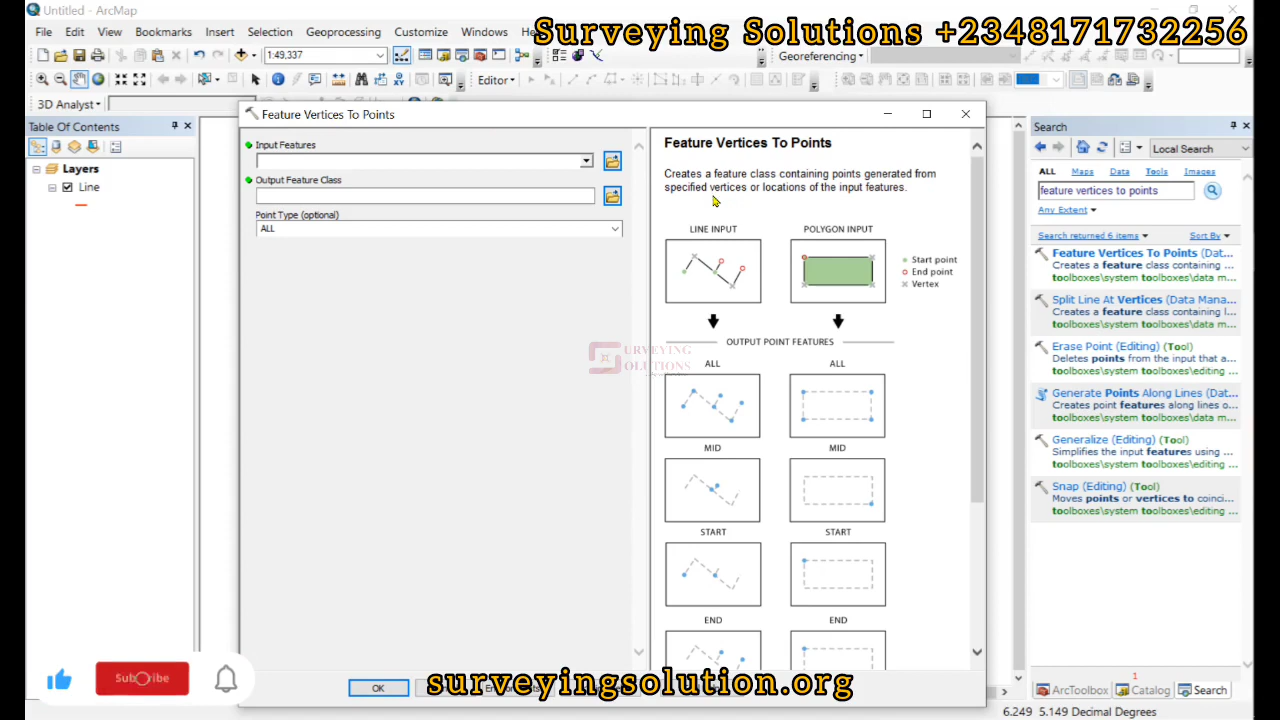 Untitled - ArcMap
Surveying Solutions +2348171732256
File Edit View Bookmarks Insert Selection Geoprocessing Customize Windows
1:49,337
Georeferencing
Editor
3D Analyst
Table Of Contents
Layers
Line
Feature Vertices To Points
Input Features
Output Feature Class
Point Type (optional)
ALL
OK
Feature Vertices To Points
Creates a feature class containing points generated from
specified vertices or locations of the input features.
LINE INPUT POLYGON INPUT
Start point
End point
Vertex
OUTPUT POINT FEATURES
ALL ALL
MID MID
START START
END END
URVEYING
OLUTIONS
Search
Local Search
ALL Maps Data Tools Images
feature vertices to points
Any Extent
Search returned 6 items Sort By
Feature Vertices To Points (Dat...
Creates a feature class containing ...
toolboxes\system toolboxes\data m...
Split Line At Vertices (Data Mana...
Creates a feature class containing l...
toolboxes\system toolboxes\data m...
Erase Point (Editing) (Tool)
Deletes points from the input that a...
toolboxes\system toolboxes\editing ...
Generate Points Along Lines (Dat...
Creates point features along lines o...
toolboxes\system toolboxes\data m...
Generalize (Editing) (Tool)
Simplifies the input features using ...
toolboxes\system toolboxes\editing ...
Snap (Editing) (Tool)
Moves points or vertices to coinci...
toolboxes\system toolboxes\editing ...
Subscribe
surveyingsolution.org
1
ArcToolbox Catalog Search
6.249 5.149 Decimal Degrees